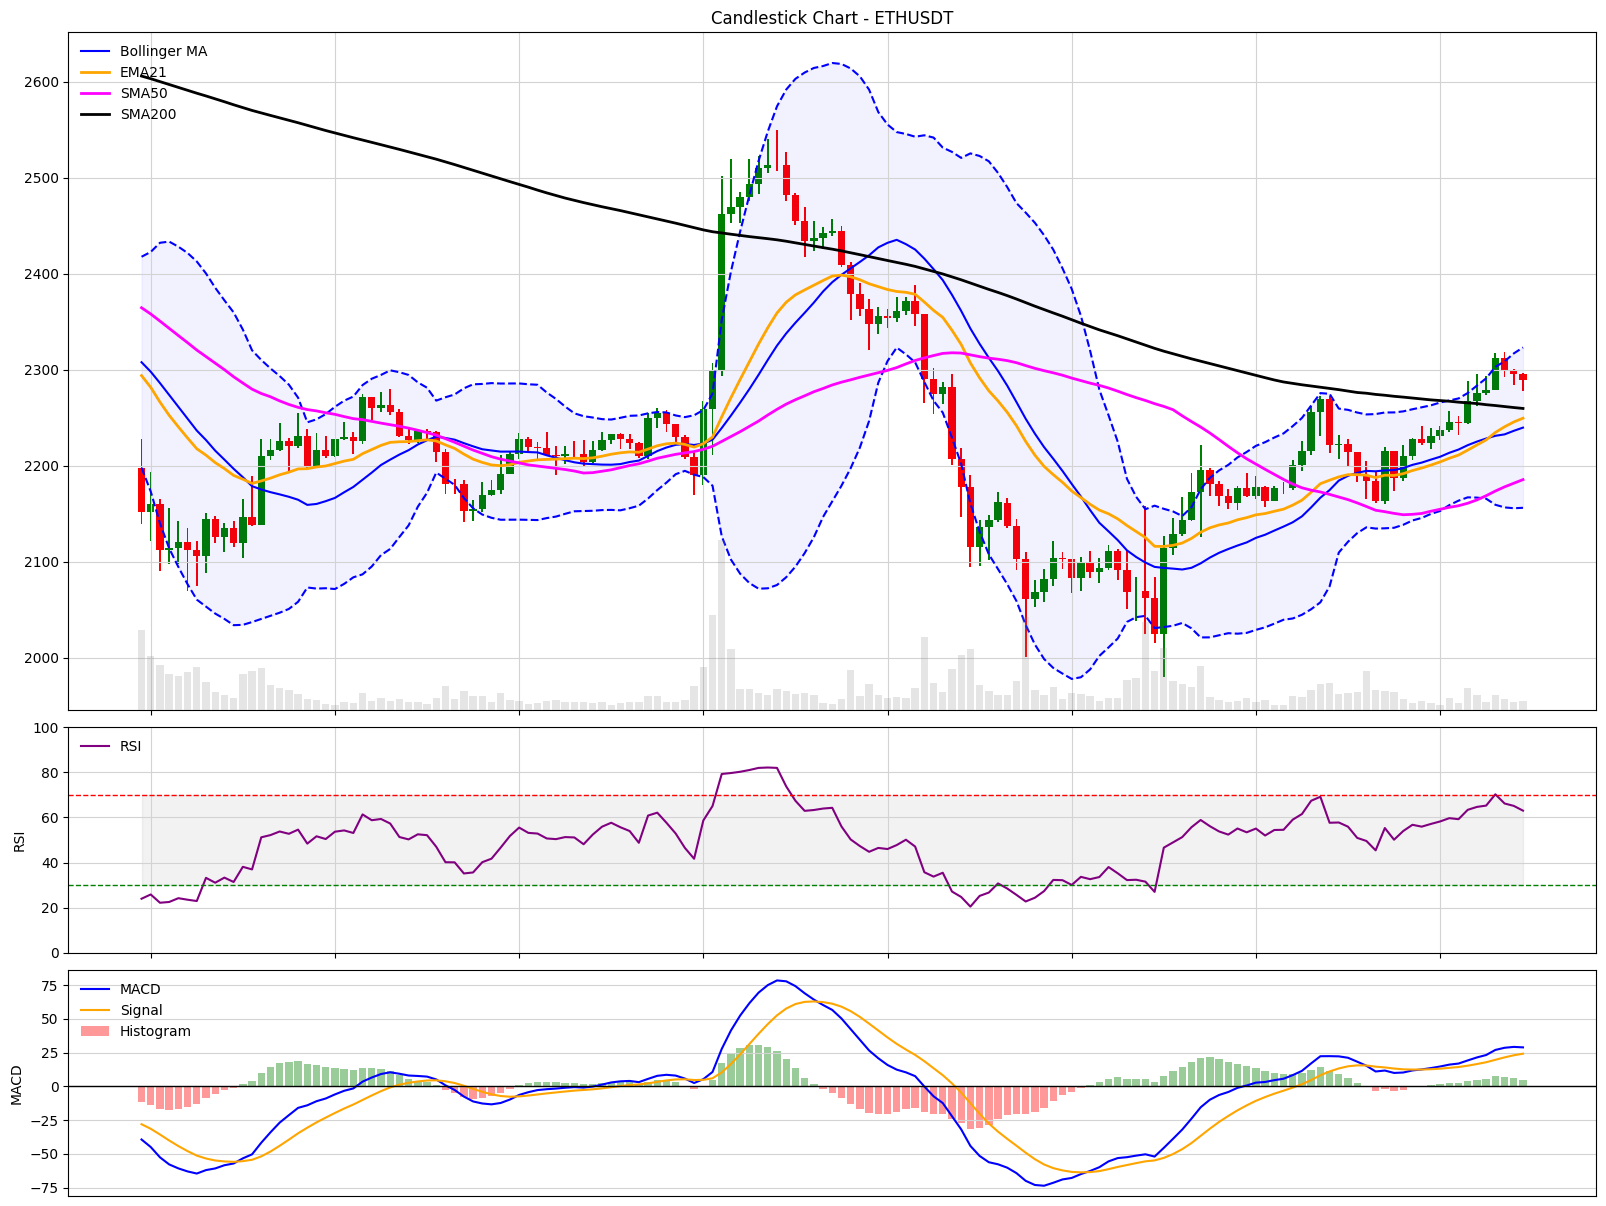 Candlestick Chart - ETHUSDT
Bollinger MA
EMA21
SMA50
SMA200
2600
2500
2400
2300
2200
2100
2000
RSI
100
80
60
40
20
0
RSI
MACD
Signal
Histogram
75
50
25
0
−25
−50
−75
MACD